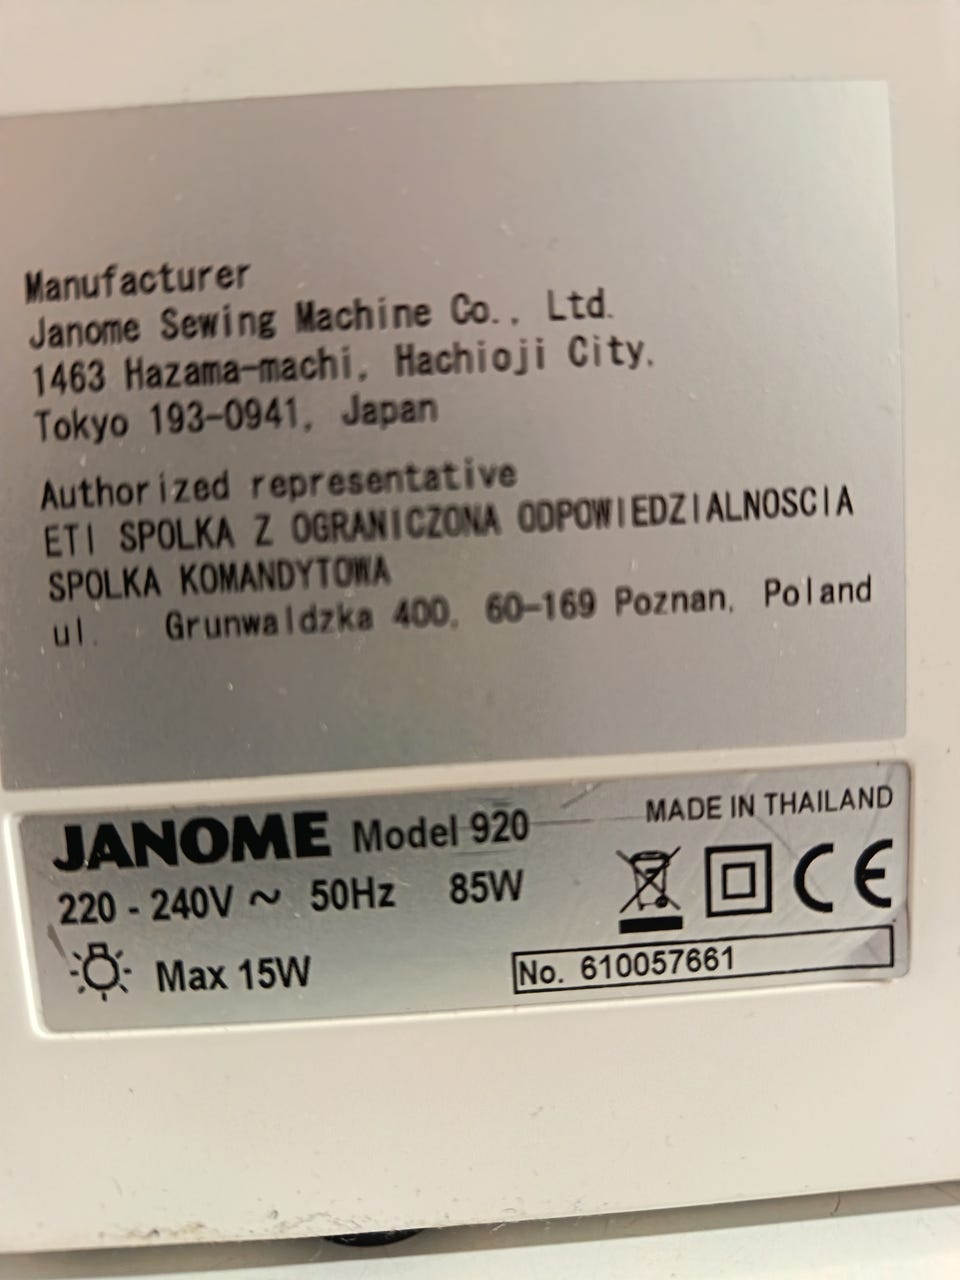 Manufacturer
Janome Sewing Machine Co., Ltd.
1463 Hazama-machi, Hachioji City,
Tokyo 193-0941, Japan
Authorized representative
ETI SPOLKA Z OGRANICZONA ODPOWIEDZIALNOSCIA
SPOLKA KOMANDYTOWA
ul. Grunwaldzka 400, 60-169 Poznan, Poland
JANOME Model 920 MADE IN THAILAND
220 - 240V ~ 50Hz 85W CE
Max 15W No. 610057661